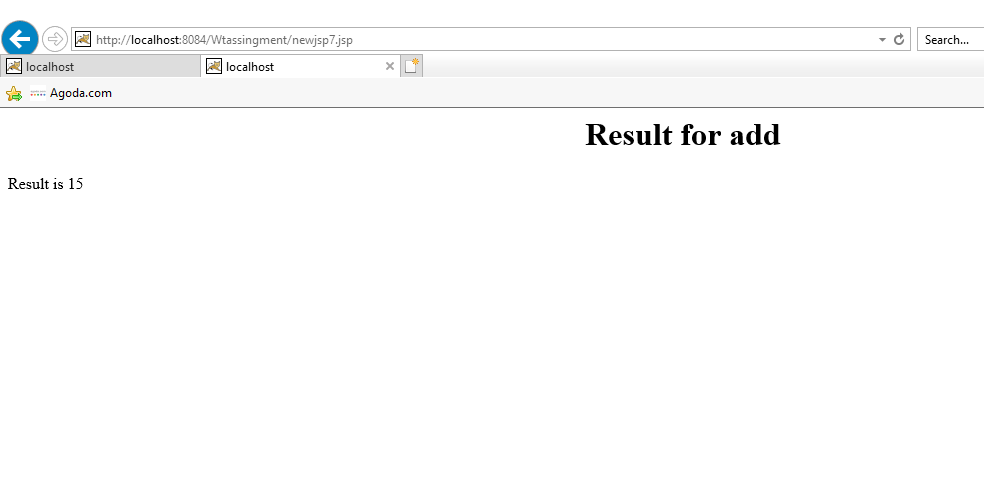 http://localhost:8084/Wtassingment/newjsp7.jsp
Search...
localhost
localhost
Agoda.com
Result for add
Result is 15